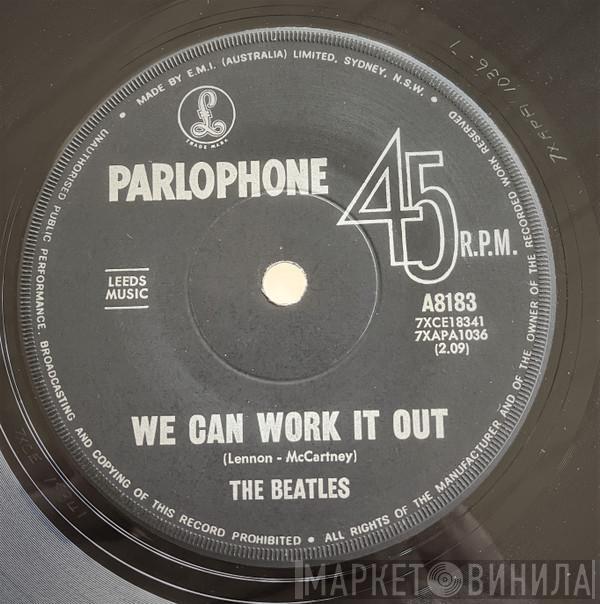 • MADE BY E.M.I. (AUSTRALIA) LIMITED, SYDNEY, N.S.W. •
£
TRADE MARK
PARLOPHONE
45
R.P.M.
LEEDS
MUSIC
A8183
7XCE18341
7XAPA1036
(2.09)
WE CAN WORK IT OUT
(Lennon - McCartney)
THE BEATLES
UNAUTHORISED PUBLIC PERFORMANCE, BROADCASTING AND COPYING OF THIS RECORD PROHIBITED • ALL RIGHTS OF THE MANUFACTURER AND OF THE OWNER OF THE RECORDED WORK RESERVED
7XAPA 1036-1
МАРКЕТ ВИНИЛА